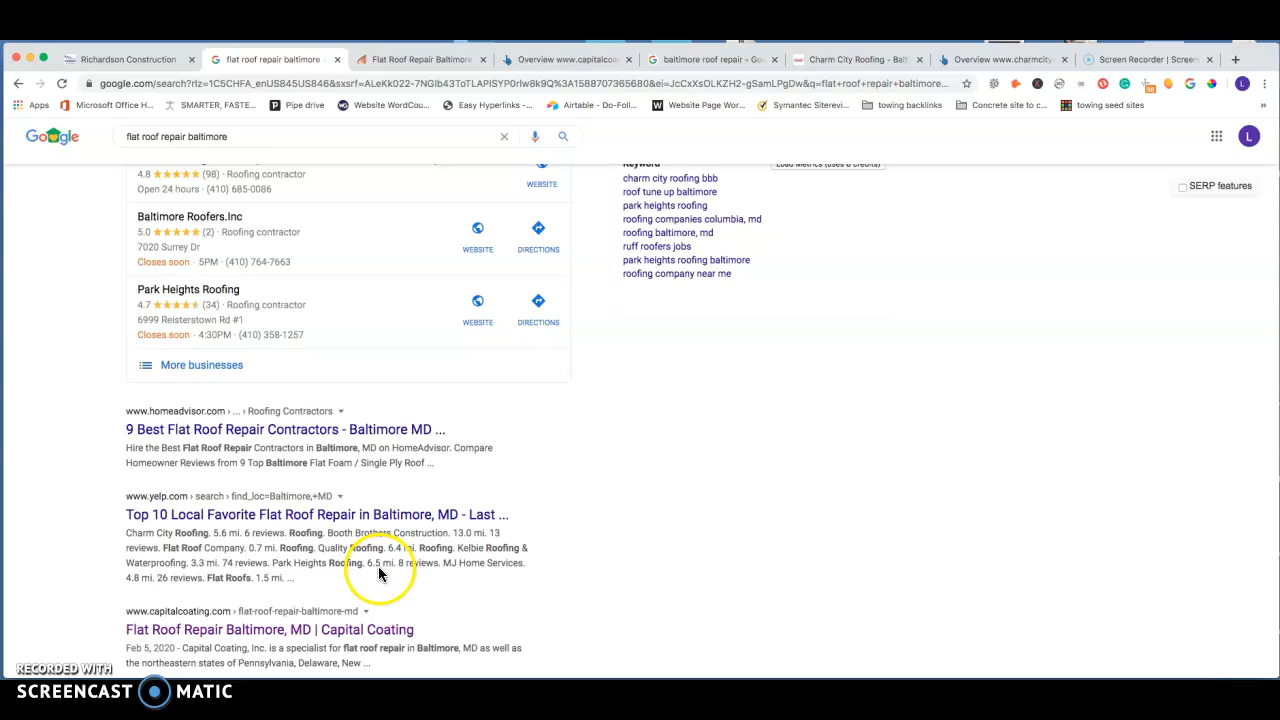 Richardson Construction
flat roof repair baltimore
Flat Roof Repair Baltimore
Overview www.capitalcoat
baltimore roof repair - Goo
Charm City Roofing - Balt
Overview www.charmcity
Screen Recorder | Screen
google.com/search?rlz=1C5CHFA_enUS845US846&sxsrf=ALeKk022-7NGIb43ToTLAPISYP0rlw8k9Q%3A1588707365680&ei=JcCxXsOLKZH2-gSamLPgDw&q=flat+roof+repair+baltimore...
Apps
Microsoft Office H...
SMARTER, FASTE...
Pipe drive
Website WordCou...
Easy Hyperlinks -...
Airtable - Do-Foll...
Website Page Wor...
Symantec Siterevi...
towing backlinks
Concrete site to c...
towing seed sites
Google
flat roof repair baltimore
L
4.8 (98) · Roofing contractor
Open 24 hours · (410) 685-0086
WEBSITE
Baltimore Roofers.Inc
5.0 (2) · Roofing contractor
7020 Surrey Dr
Closes soon · 5PM · (410) 764-7663
WEBSITE
DIRECTIONS
Park Heights Roofing
4.7 (34) · Roofing contractor
6999 Reisterstown Rd #1
Closes soon · 4:30PM · (410) 358-1257
WEBSITE
DIRECTIONS
More businesses
Keyword
Load Metrics (uses 8 credits)
charm city roofing bbb
roof tune up baltimore
park heights roofing
roofing companies columbia, md
roofing baltimore, md
ruff roofers jobs
park heights roofing baltimore
roofing company near me
SERP features
www.homeadvisor.com › ... › Roofing Contractors
9 Best Flat Roof Repair Contractors - Baltimore MD ...
Hire the Best Flat Roof Repair Contractors in Baltimore, MD on HomeAdvisor. Compare
Homeowner Reviews from 9 Top Baltimore Flat Foam / Single Ply Roof ...
www.yelp.com › search › find_loc=Baltimore,+MD
Top 10 Local Favorite Flat Roof Repair in Baltimore, MD - Last ...
Charm City Roofing. 5.6 mi. 6 reviews. Roofing. Booth Brothers Construction. 13.0 mi. 13
reviews. Flat Roof Company. 0.7 mi. Roofing. Quality Roofing. 6.4 mi. Roofing. Kelbie Roofing &
Waterproofing. 3.3 mi. 74 reviews. Park Heights Roofing. 6.5 mi. 8 reviews. MJ Home Services.
4.8 mi. 26 reviews. Flat Roofs. 1.5 mi. ...
www.capitalcoating.com › flat-roof-repair-baltimore-md
Flat Roof Repair Baltimore, MD | Capital Coating
Feb 5, 2020 - Capital Coating, Inc. is a specialist for flat roof repair in Baltimore, MD as well as
the northeastern states of Pennsylvania, Delaware, New ...
RECORDED WITH
SCREENCAST MATIC